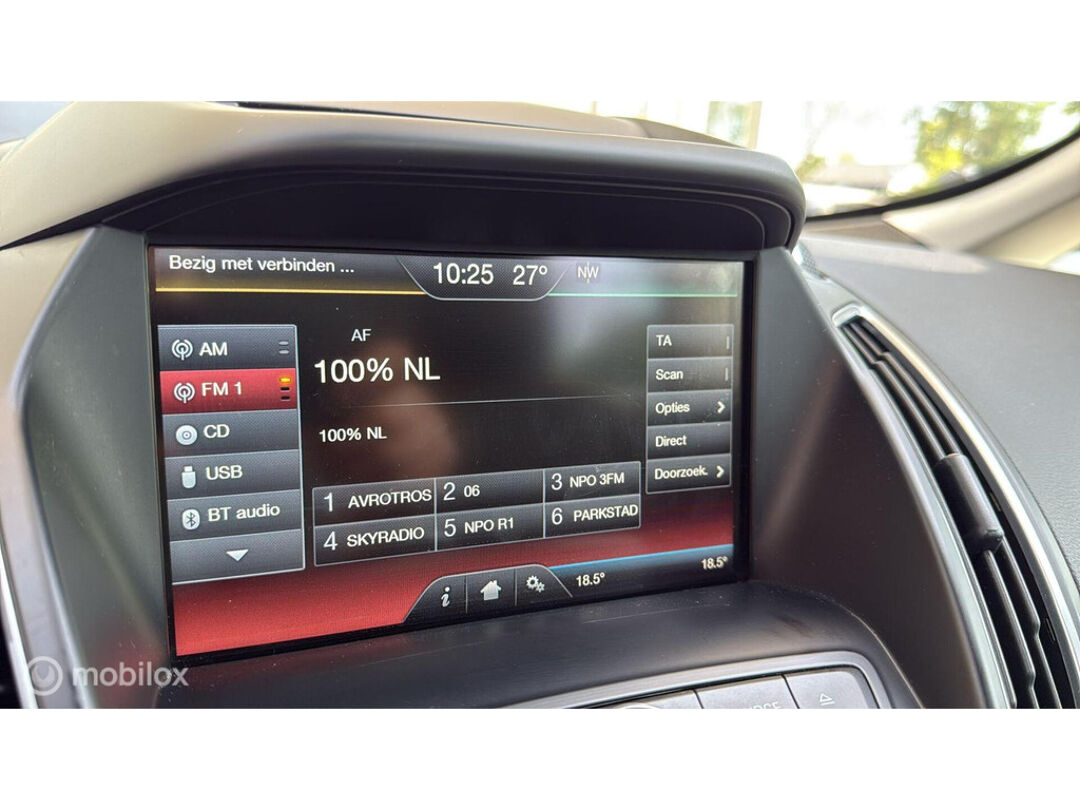 Bezig met verbinden ...
10:25 27° NW
AM
FM 1
CD
USB
BT audio
AF
100% NL
100% NL
1 AVROTROS 2 06 3 NPO 3FM
4 SKYRADIO 5 NPO R1 6 PARKSTAD
TA
Scan
Opties
Direct
Doorzoek.
i
18.5° 18.5°
mobilox